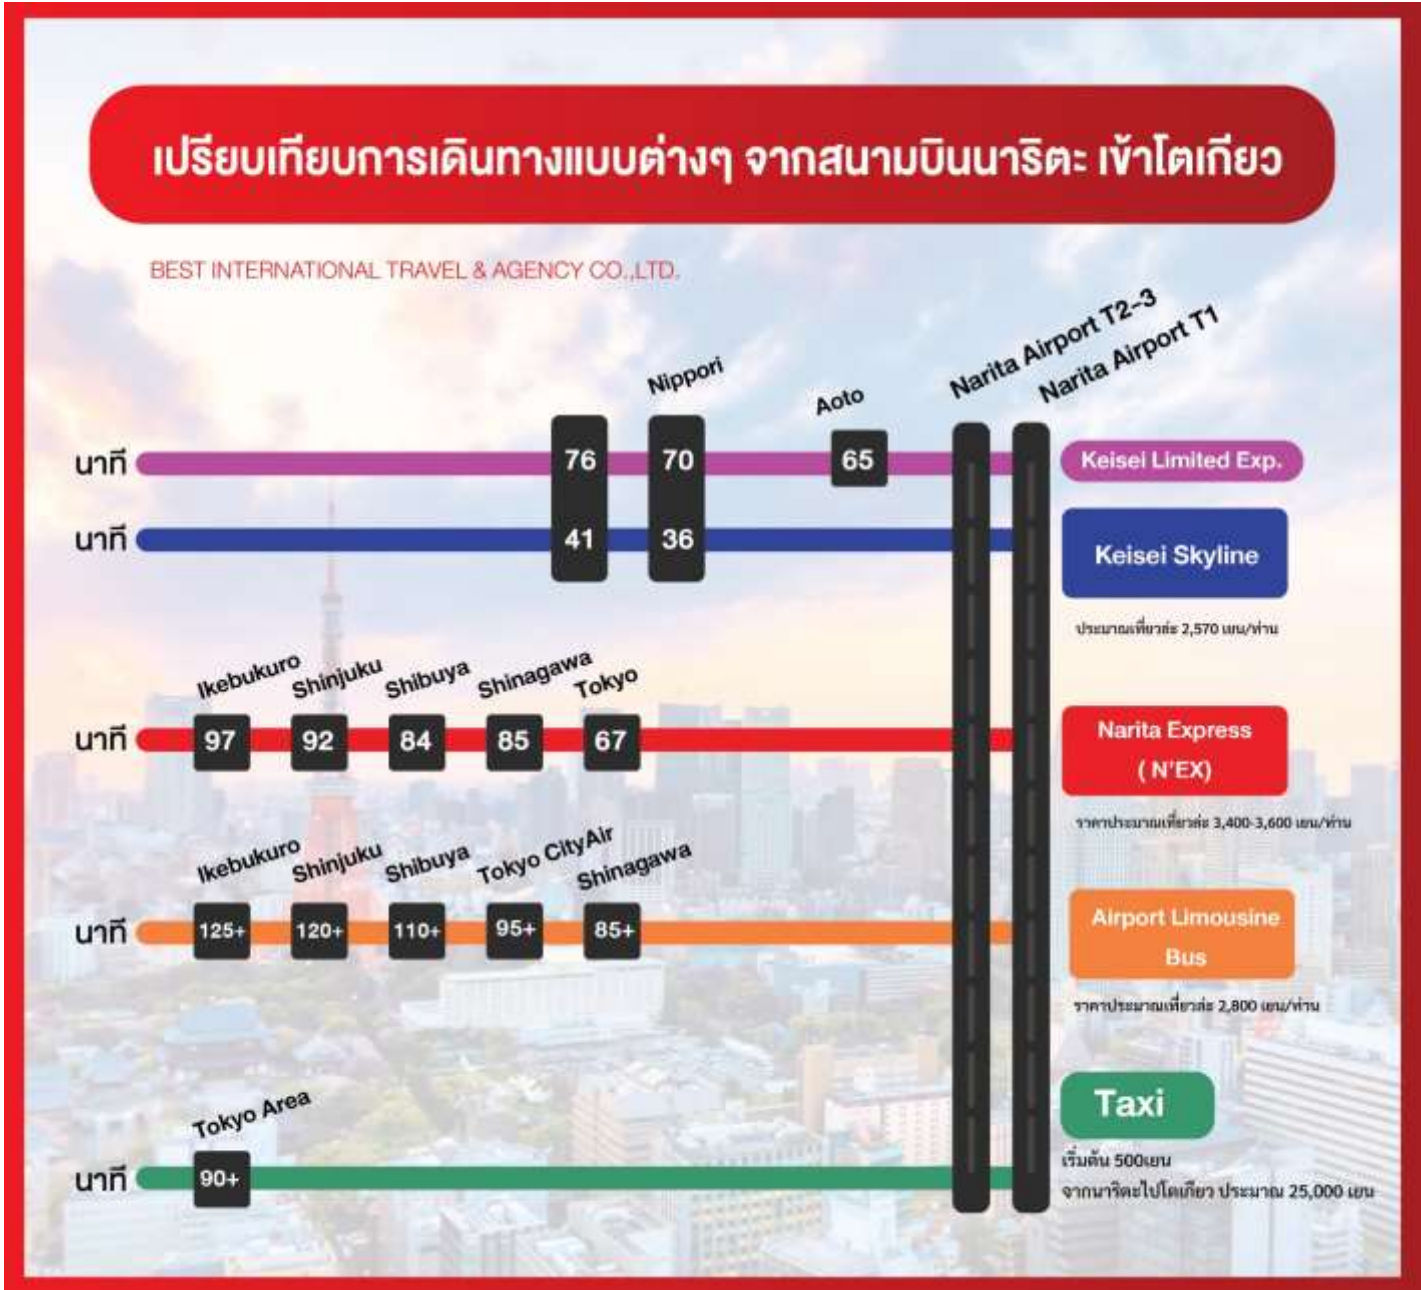 เปรียบเทียบการเดินทางแบบต่างๆ จากสนามบินนาริตะ เข้าโตเกียว
BEST INTERNATIONAL TRAVEL & AGENCY CO.,LTD.
Nippori
Aoto
Narita Airport T2-3
Narita Airport T1
นาที 76 70 65 Keisei Limited Exp.
นาที 41 36 Keisei Skyline
ประมาณเที่ยวล่ะ 2,570 เยน/ท่าน
Ikebukuro Shinjuku Shibuya Shinagawa Tokyo
นาที 97 92 84 85 67
Narita Express
( N'EX)
ราคาประมาณเที่ยวล่ะ 3,400-3,600 เยน/ท่าน
Ikebukuro Shinjuku Shibuya Tokyo CityAir Shinagawa
นาที 125+ 120+ 110+ 95+ 85+
Airport Limousine
Bus
ราคาประมาณเที่ยวล่ะ 2,800 เยน/ท่าน
Tokyo Area
นาที 90+
Taxi
เริ่มต้น 500เยน
จากนาริตะไปโตเกียว ประมาณ 25,000 เยน